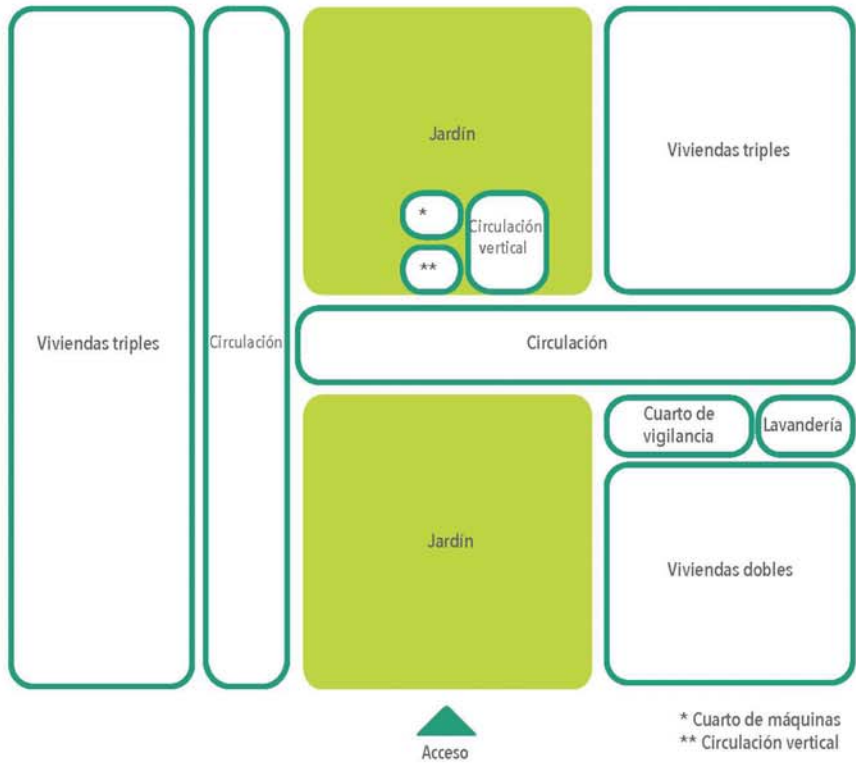 Jardín
Viviendas triples
*
Circulación
vertical
**
Viviendas triples
Circulación
Circulación
Cuarto de
vigilancia
Lavandería
Jardín
Viviendas dobles
Acceso
* Cuarto de máquinas
** Circulación vertical